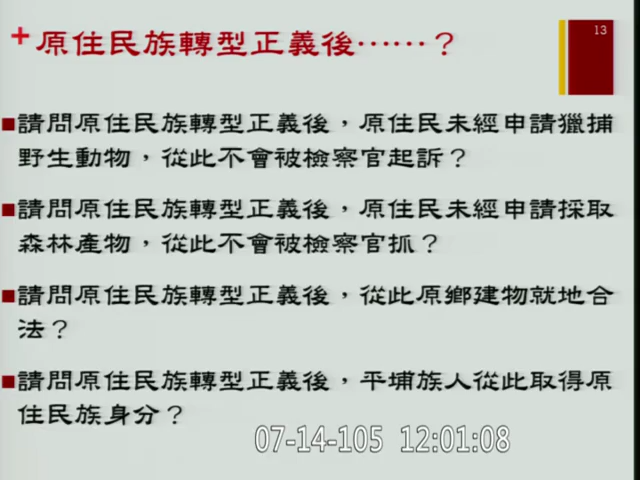 13
+ 原住民族轉型正義後……？
■請問原住民族轉型正義後，原住民未經申請獵捕
野生動物，從此不會被檢察官起訴？
■請問原住民族轉型正義後，原住民未經申請採取
森林產物，從此不會被檢察官抓？
■請問原住民族轉型正義後，從此原鄉建物就地合
法？
■請問原住民族轉型正義後，平埔族人從此取得原
住民族身分？
07-14-105 12:01:08